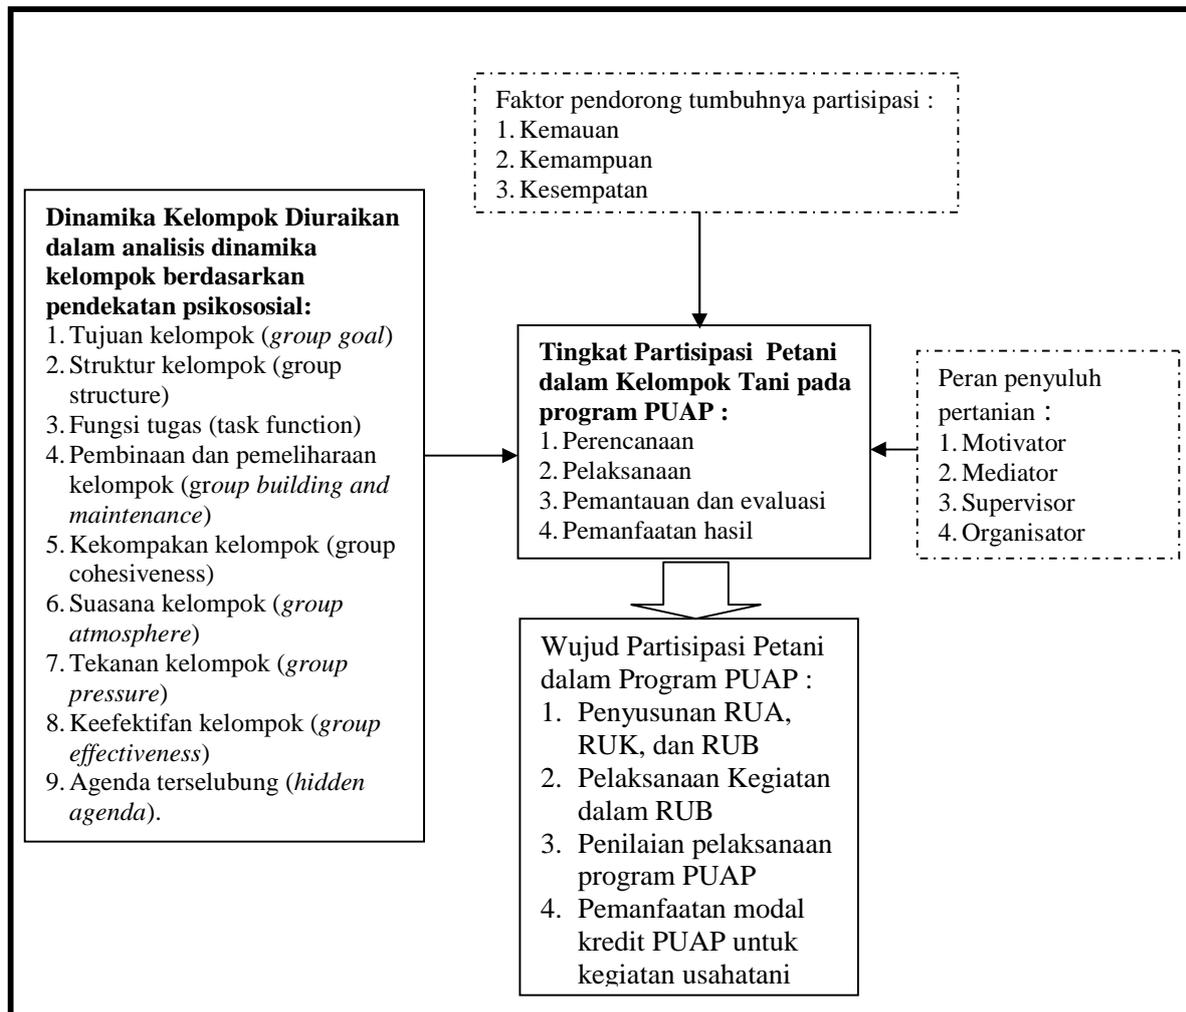 Faktor pendorong tumbuhnya partisipasi :
1. Kemauan
2. Kemampuan
3. Kesempatan
Dinamika Kelompok Diuraikan
dalam analisis dinamika
kelompok berdasarkan
pendekatan psikososial:
1. Tujuan kelompok (group goal)
2. Struktur kelompok (group
structure)
3. Fungsi tugas (task function)
4. Pembinaan dan pemeliharaan
kelompok (group building and
maintenance)
5. Kekompakan kelompok (group
cohesiveness)
6. Suasana kelompok (group
atmosphere)
7. Tekanan kelompok (group
pressure)
8. Keefektifan kelompok (group
effectiveness)
9. Agenda terselubung (hidden
agenda).
Tingkat Partisipasi Petani
dalam Kelompok Tani pada
program PUAP :
1. Perencanaan
2. Pelaksanaan
3. Pemantauan dan evaluasi
4. Pemanfaatan hasil
Peran penyuluh
pertanian :
1. Motivator
2. Mediator
3. Supervisor
4. Organisator
Wujud Partisipasi Petani
dalam Program PUAP :
1. Penyusunan RUA,
RUK, dan RUB
2. Pelaksanaan Kegiatan
dalam RUB
3. Penilaian pelaksanaan
program PUAP
4. Pemanfaatan modal
kredit PUAP untuk
kegiatan usahatani